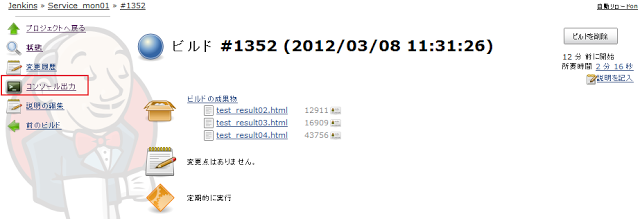 Jenkins » Service_mon01 » #1352
自動リロードon
プロジェクトへ戻る
状態
変更履歴
コンソール出力
説明の編集
前のビルド
ビルド #1352 (2012/03/08 11:31:26)
ビルドを削除
12 分 前に開始
所要時間 2 分 16 秒
説明を記入
ビルドの成果物
test_result02.html 12911
test_result03.html 16909
test_result04.html 43756
変更点はありません。
定期的に実行